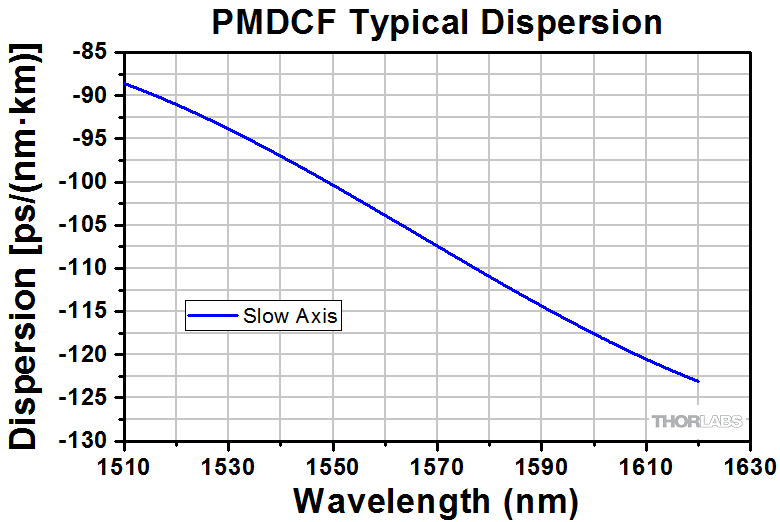 PMDCF Typical Dispersion
Dispersion [ps/(nm·km)]
-85
-90
-95
-100
-105
-110
-115
-120
-125
-130
Slow Axis
THORLABS
1510 1530 1550 1570 1590 1610 1630
Wavelength (nm)